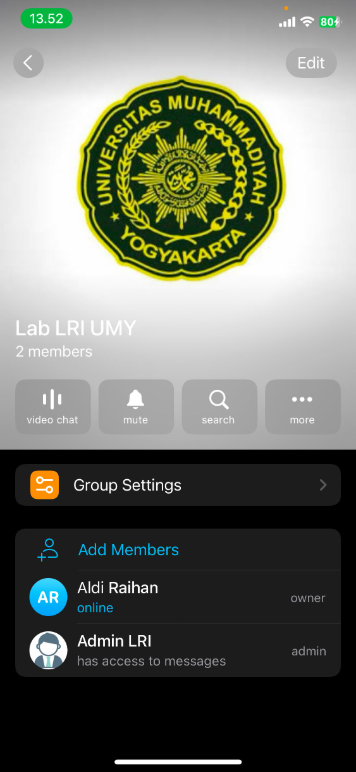 13.52
80
Edit
UNIVERSITAS MUHAMMADIYAH
YOGYAKARTA
Lab LRI UMY
2 members
video chat
mute
search
more
Group Settings
Add Members
AR
Aldi Raihan
online
owner
Admin LRI
has access to messages
admin